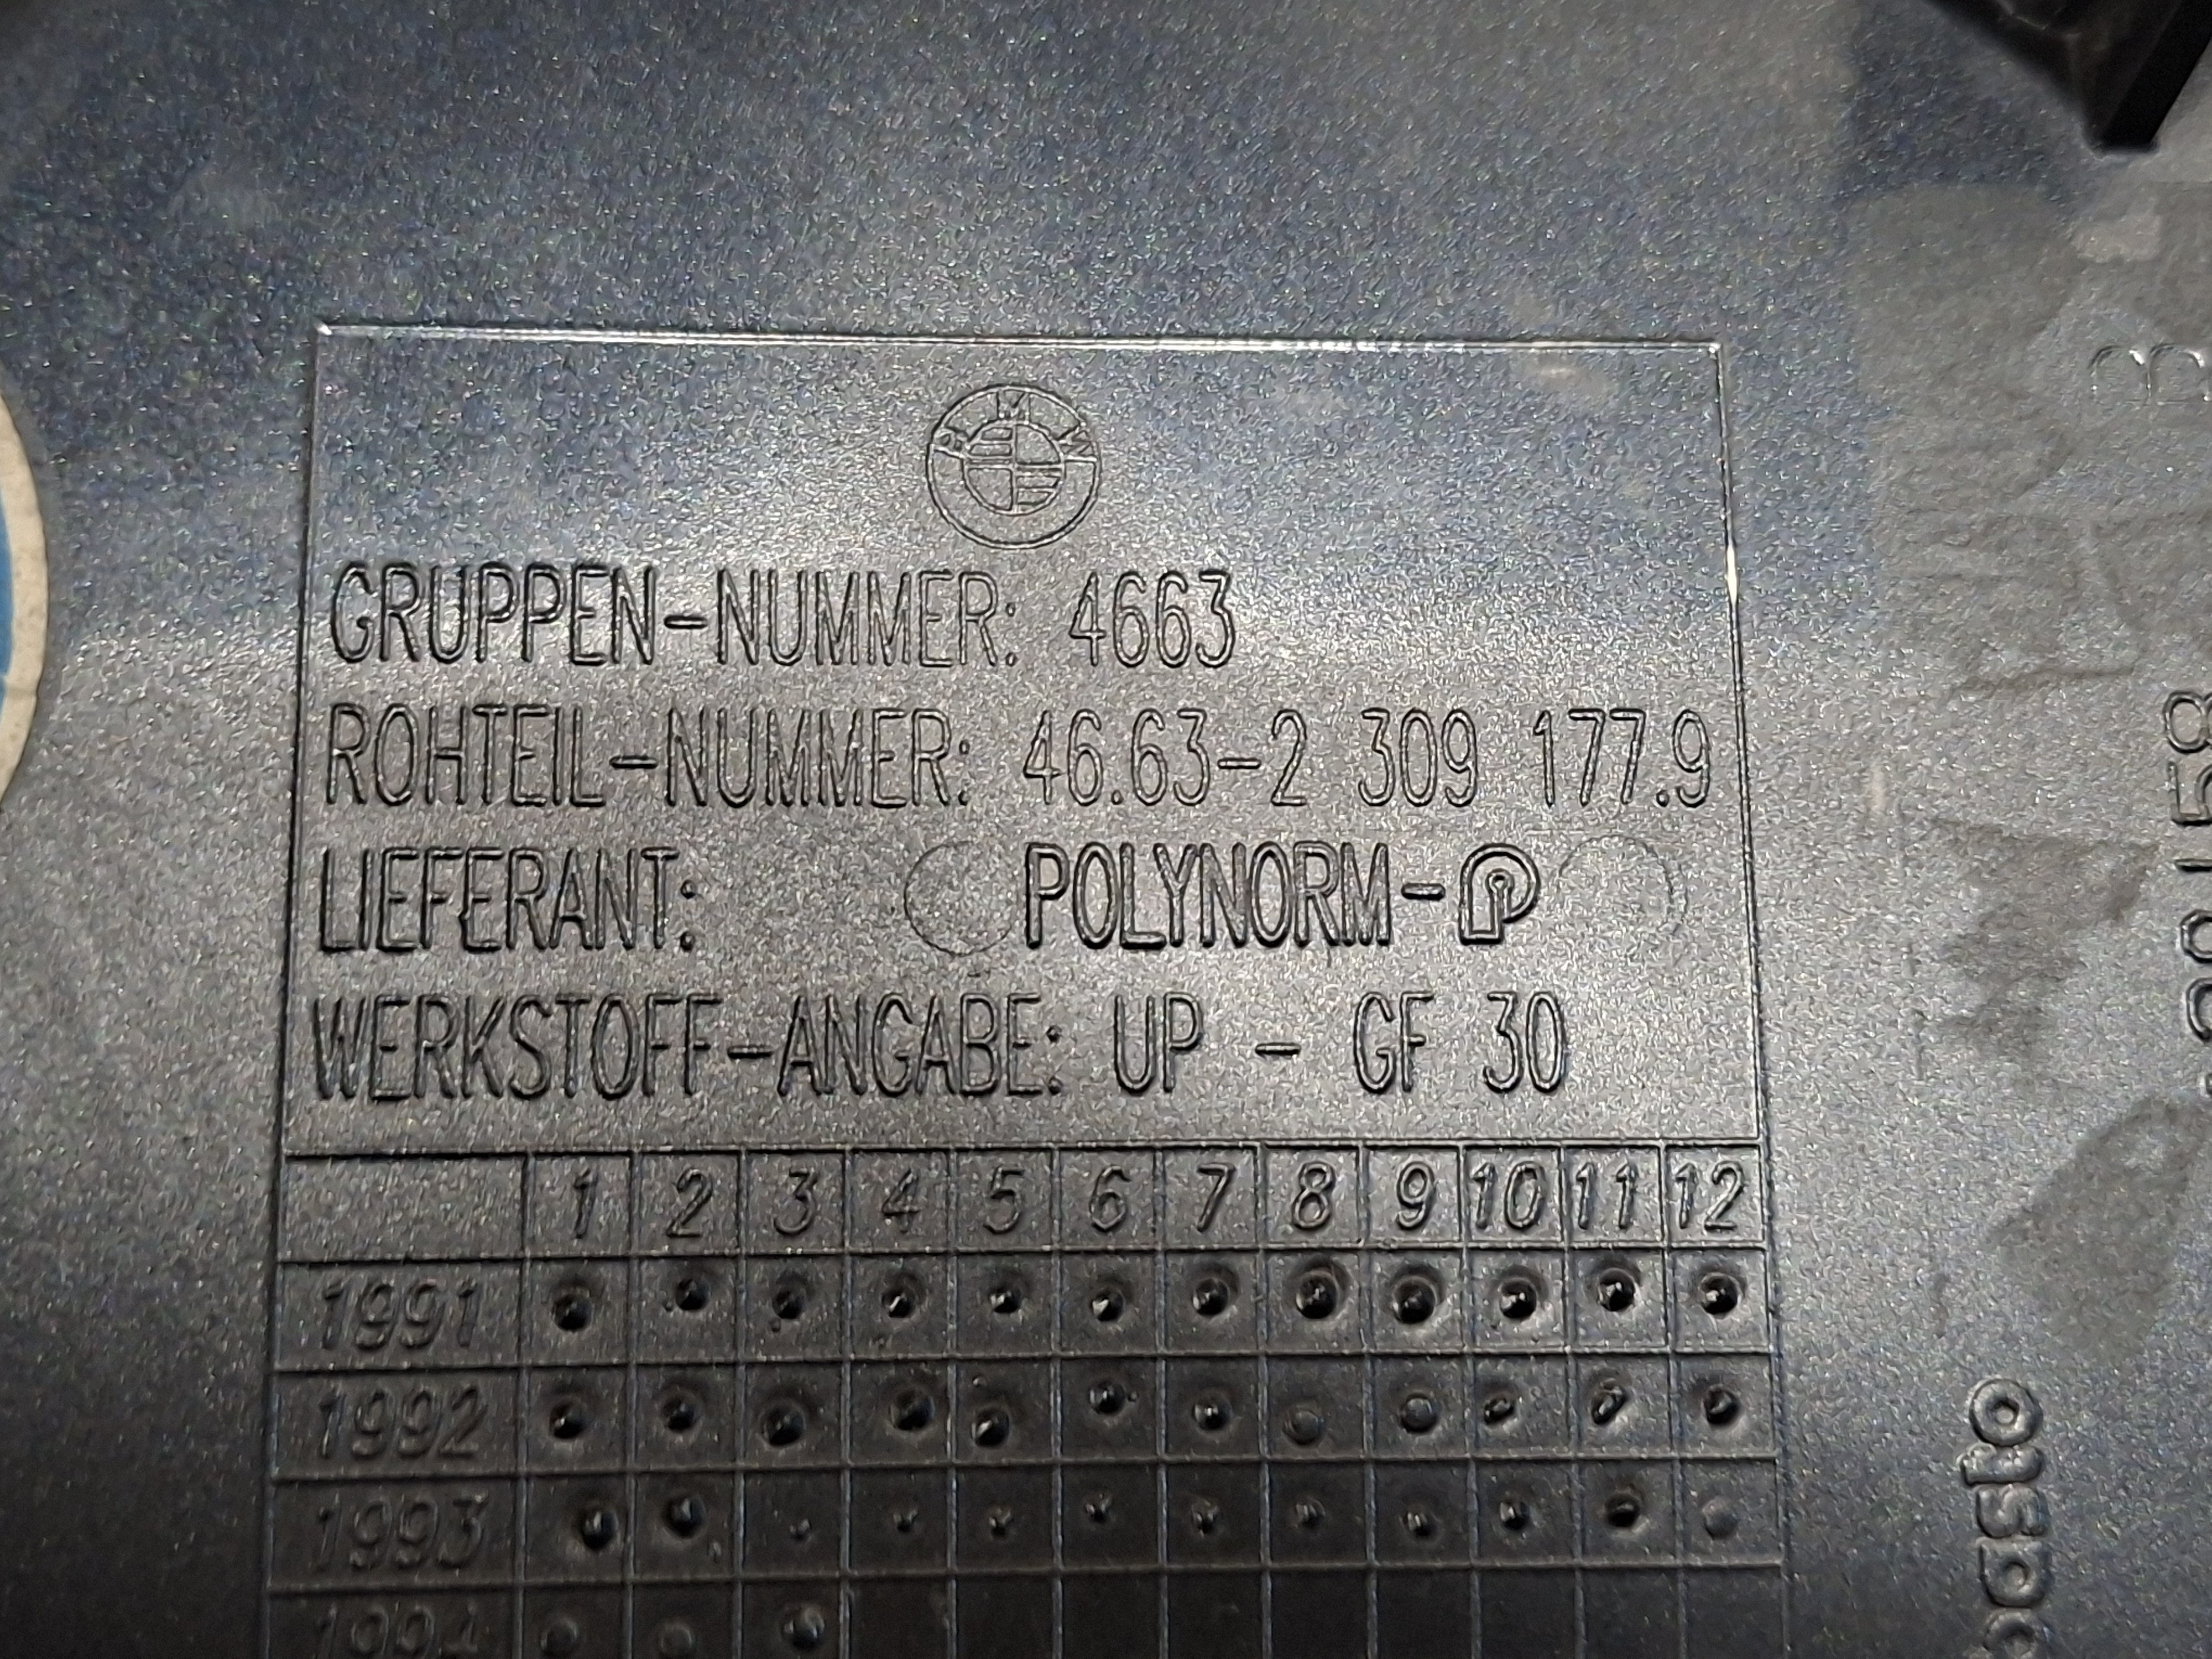 BMW
GRUPPEN-NUMMER: 4663
ROHTEIL-NUMMER: 46.63-2 309 177.9
LIEFERANT: POLYNORM-P
WERKSTOFF-ANGABE: UP - GF 30
1 2 3 4 5 6 7 8 9 10 11 12
1991
1992
1993
1994